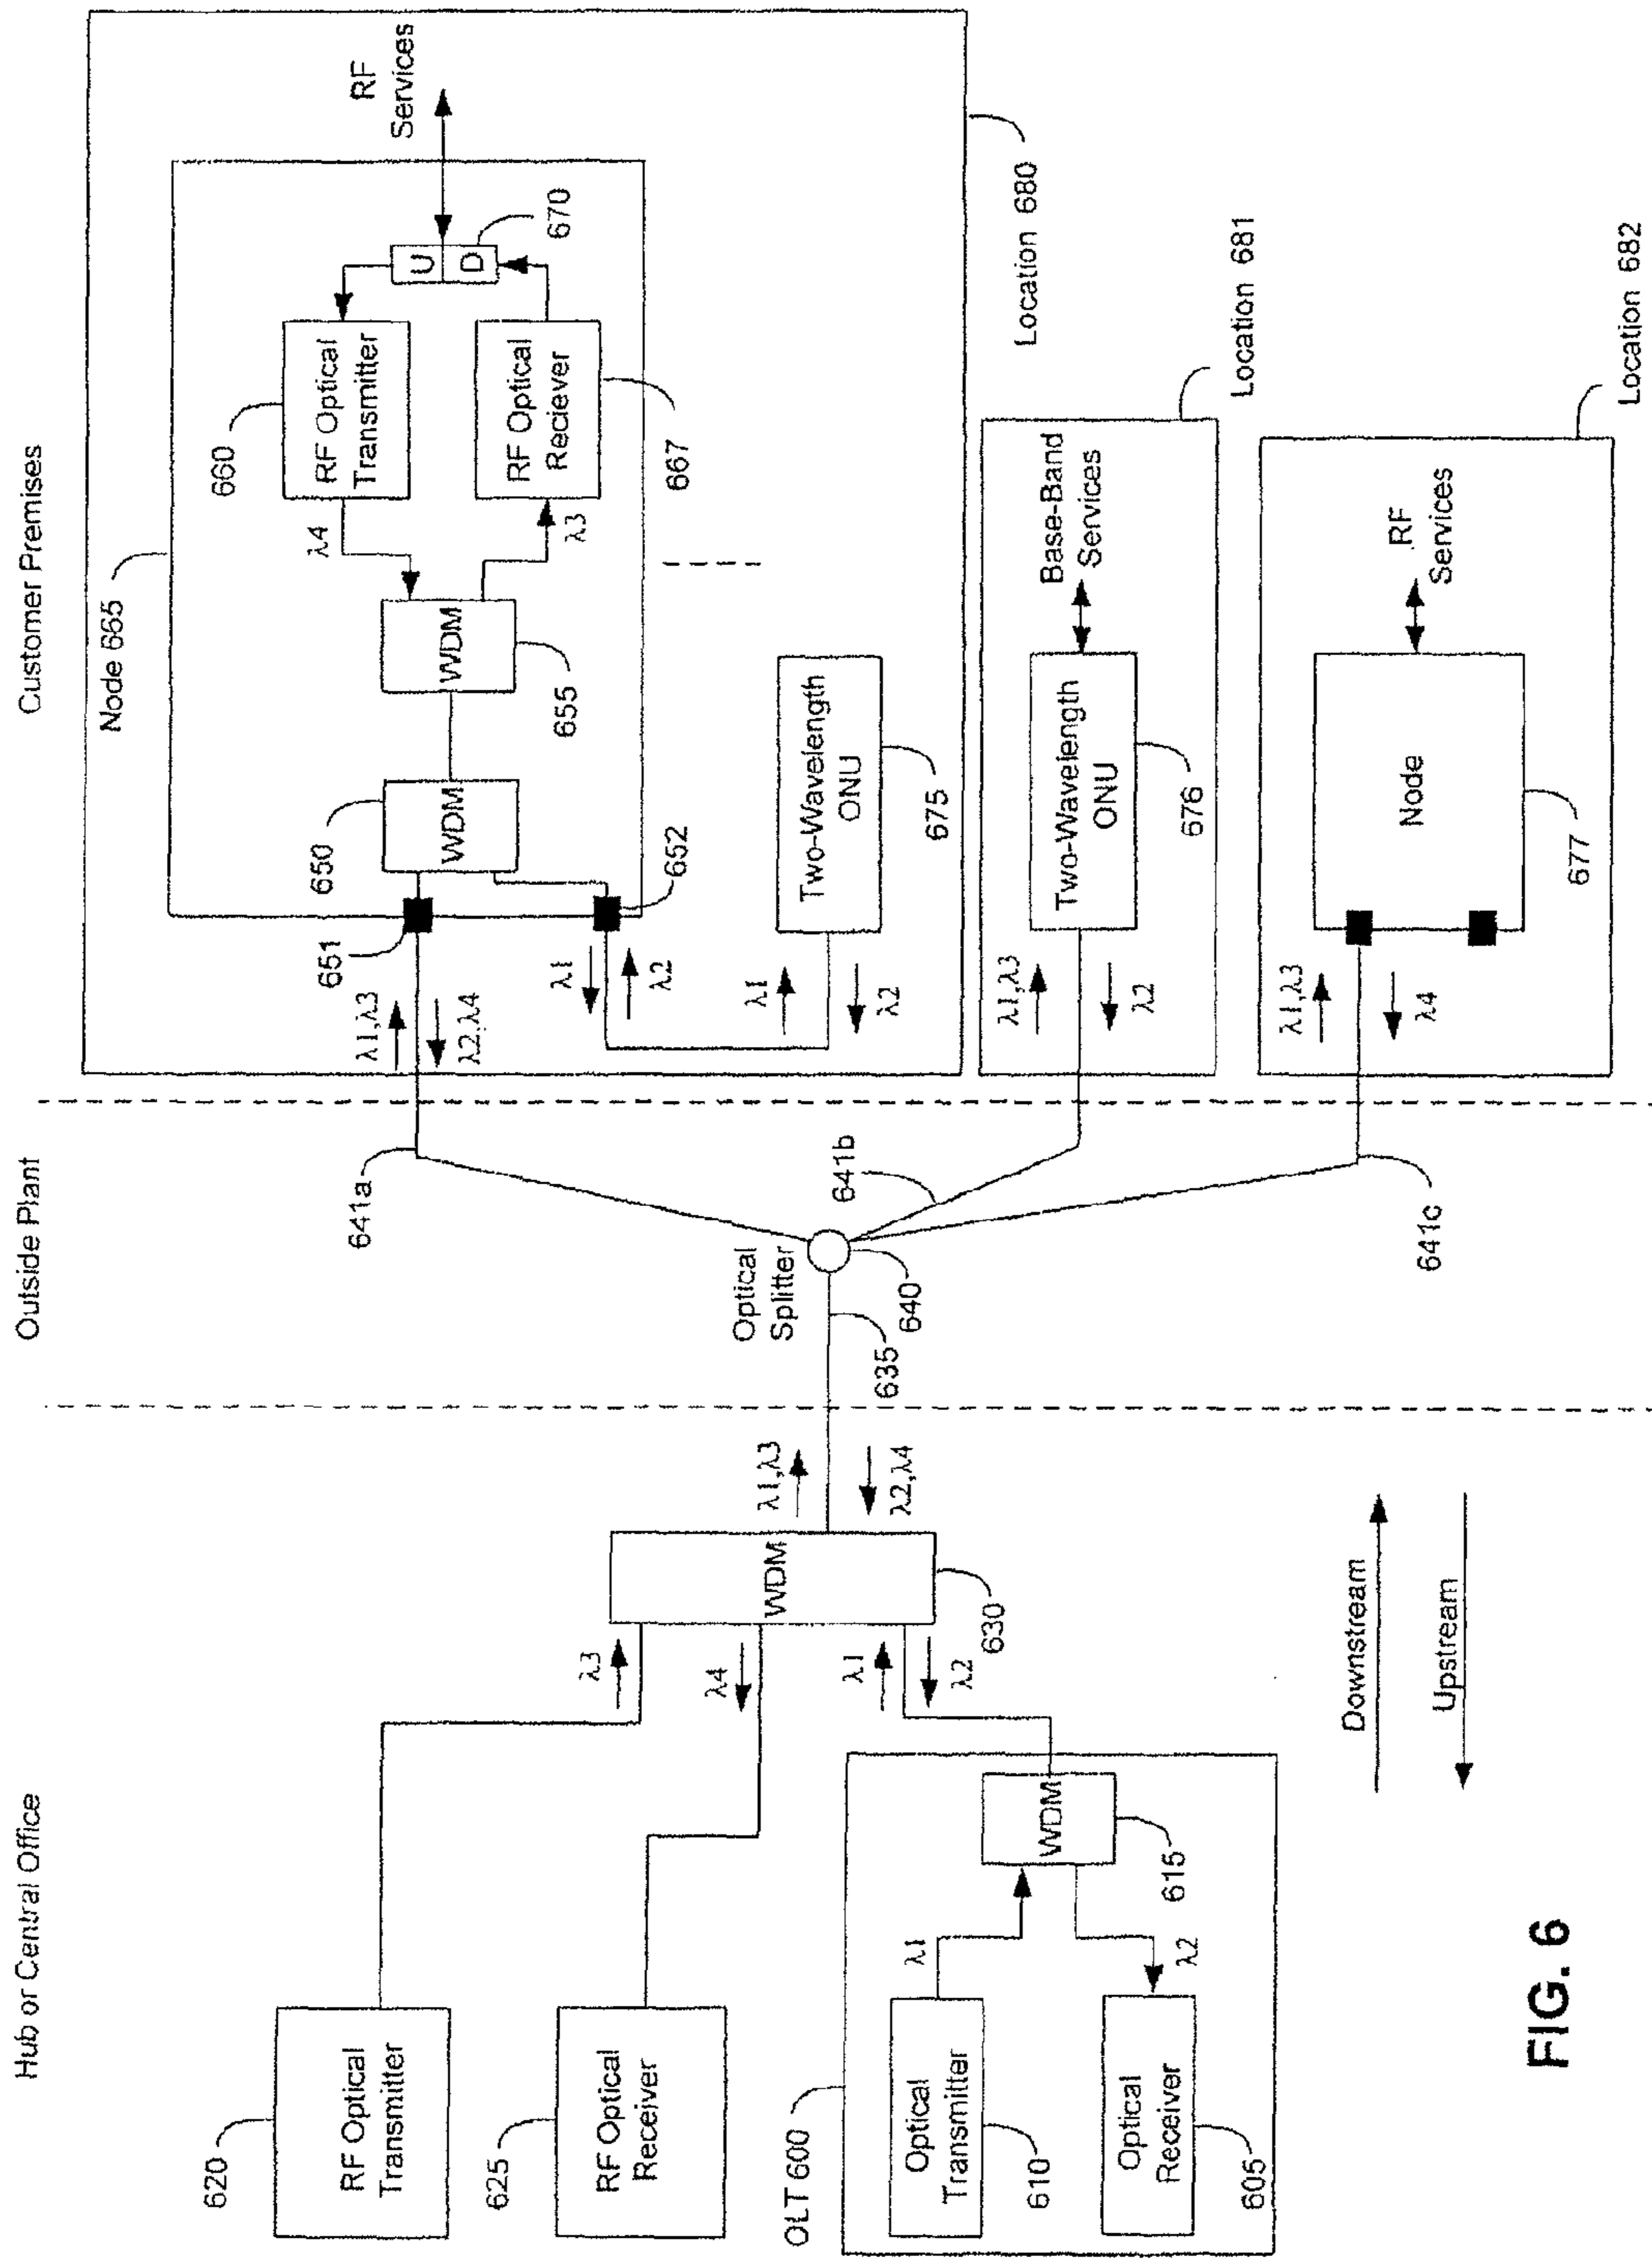 Hub or Central Office
Outside Plant
Customer Premises
620
RF Optical
Transmitter
625
RF Optical
Receiver
OLT 600
Optical
Transmitter
610
λ1
Optical
Receiver
605
λ2
WDM
615
λ3
λ4
λ1
λ2
WDM
630
λ1,λ3
λ2,λ4
635
Optical
Splitter
640
641a
641b
641c
Node 665
λ1,λ3
λ2,λ4
651
650
WDM
652
λ1
λ2
WDM
655
λ4
λ3
660
RF Optical
Transmitter
RF Optical
Reciever
667
U
D
670
RF
Services
λ1
λ2
Two-Wavelength
ONU
675
Location 680
λ1,λ3
λ2
Two-Wavelength
ONU
676
Base-Band
Services
Location 681
λ1,λ3
λ4
Node
677
RF
Services
Location 682
Downstream
Upstream
FIG. 6